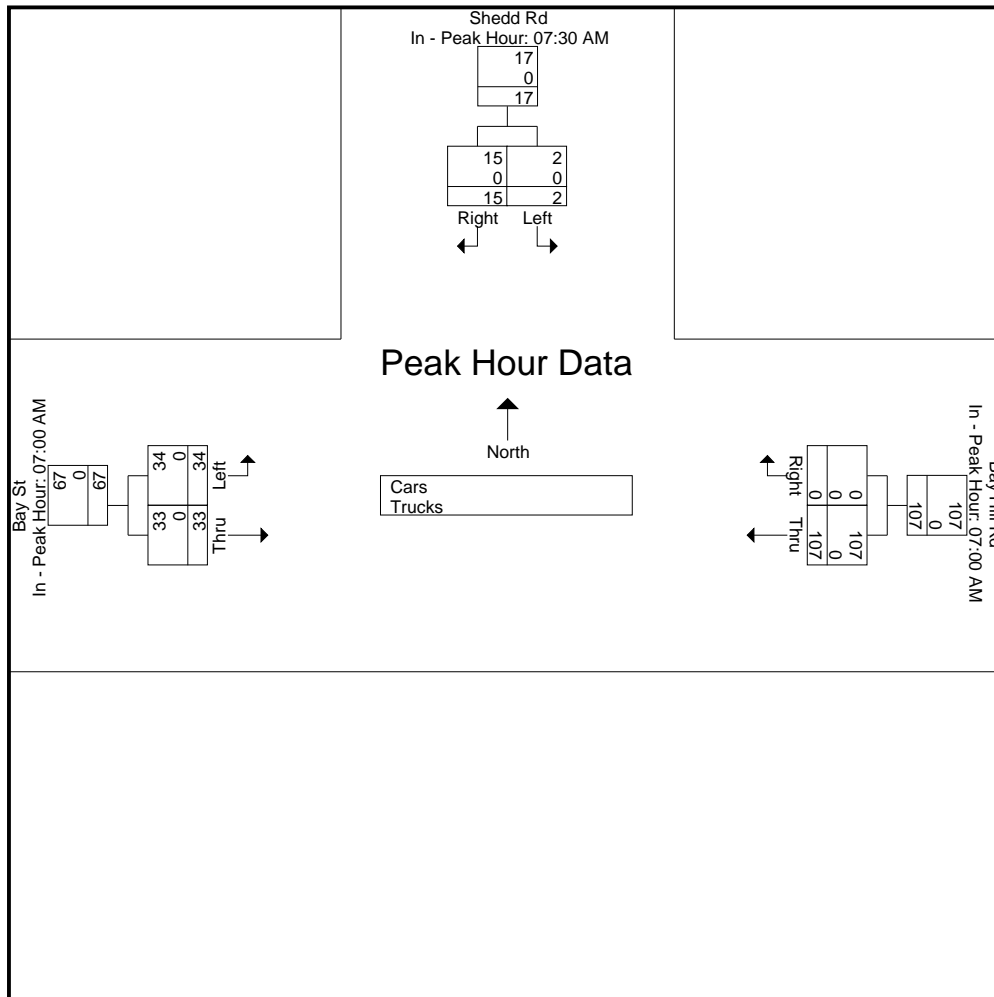 Shedd Rd
In - Peak Hour: 07:30 AM
17
0
17
15 2
0 0
15 2
Right Left
Peak Hour Data
North
Cars
Trucks
Bay St
In - Peak Hour: 07:00 AM
67
0
67
34 0 34
33 0 33
Left
Thru
Right
Thru
0 0 0
107 0 107
107
0
107
In - Peak Hour: 07:00 AM
Bay Hill Rd